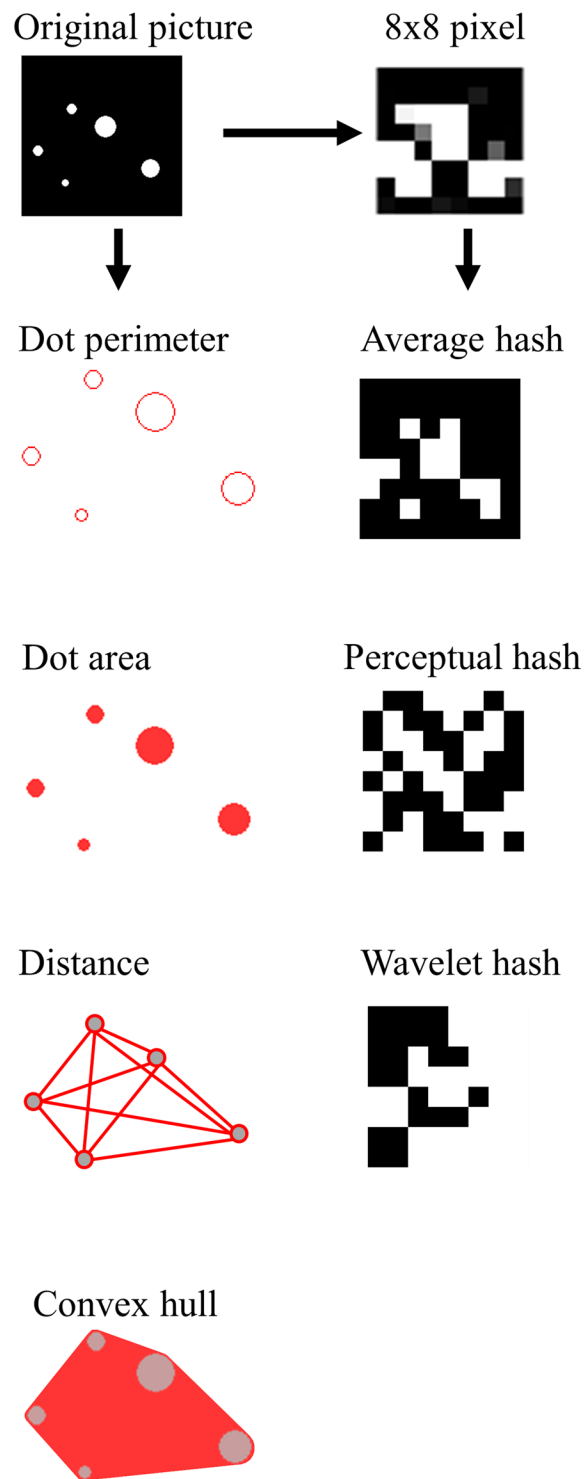 Original picture
8x8 pixel
Dot perimeter
Average hash
Dot area
Perceptual hash
Distance
Wavelet hash
Convex hull